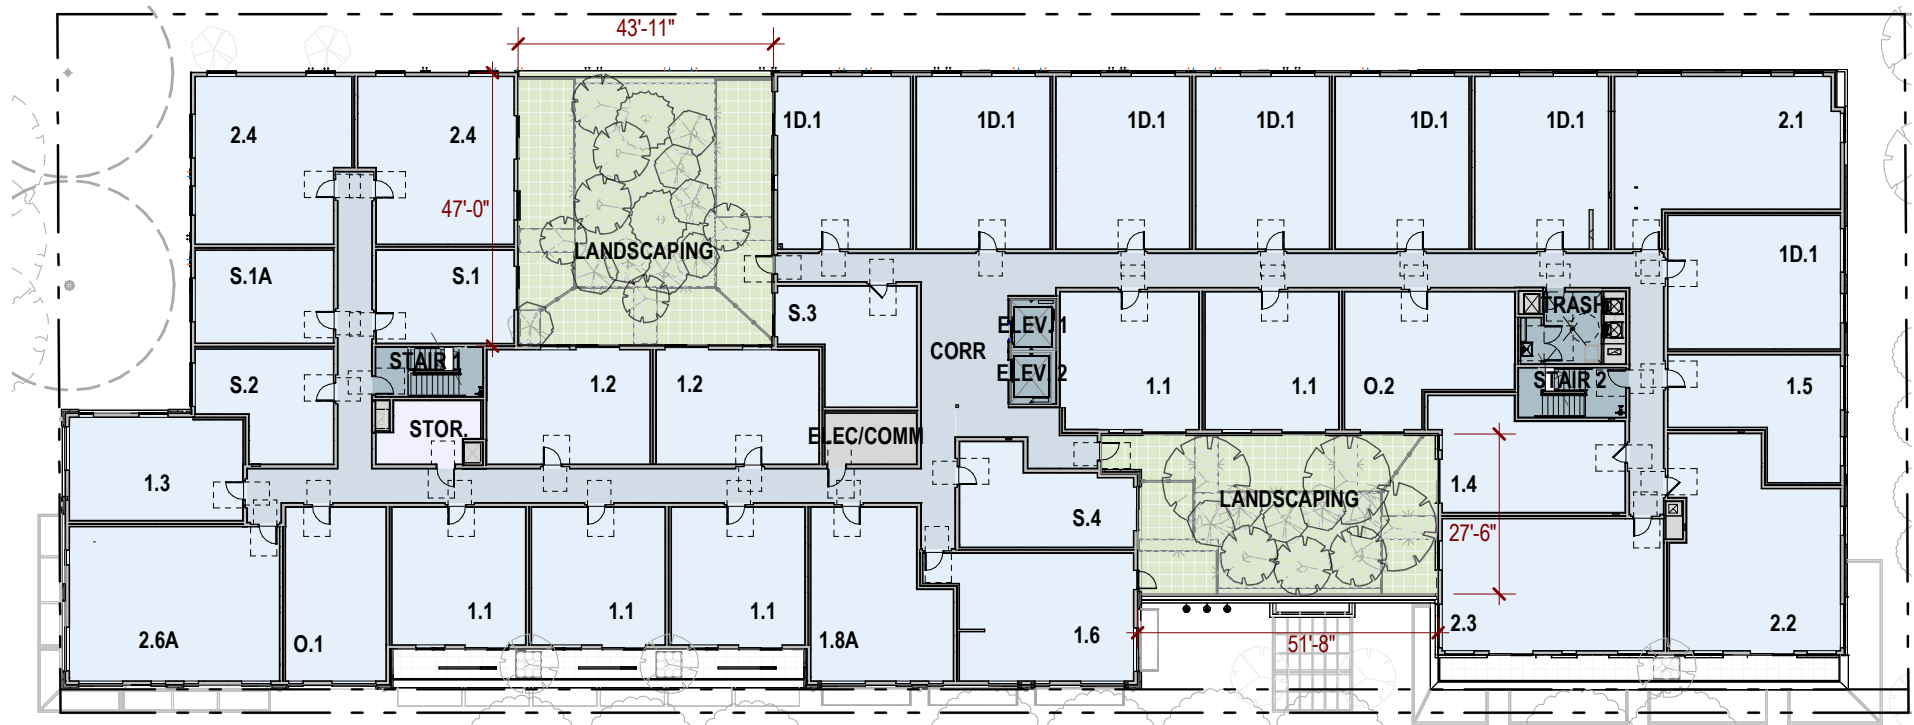 43'-11"
2.4
2.4
1D.1
1D.1
1D.1
1D.1
1D.1
1D.1
2.1
47'-0"
LANDSCAPING
1D.1
S.1A
S.1
S.3
TRASH
ELEV. 1
CORR
STAIR 1
ELEV. 2
STAIR 2
S.2
1.2
1.2
1.1
1.1
O.2
1.5
STOR.
ELEC/COMM
1.3
1.4
LANDSCAPING
S.4
27'-6"
1.1
1.1
1.1
2.6A
O.1
1.8A
1.6
51'-8"
2.3
2.2